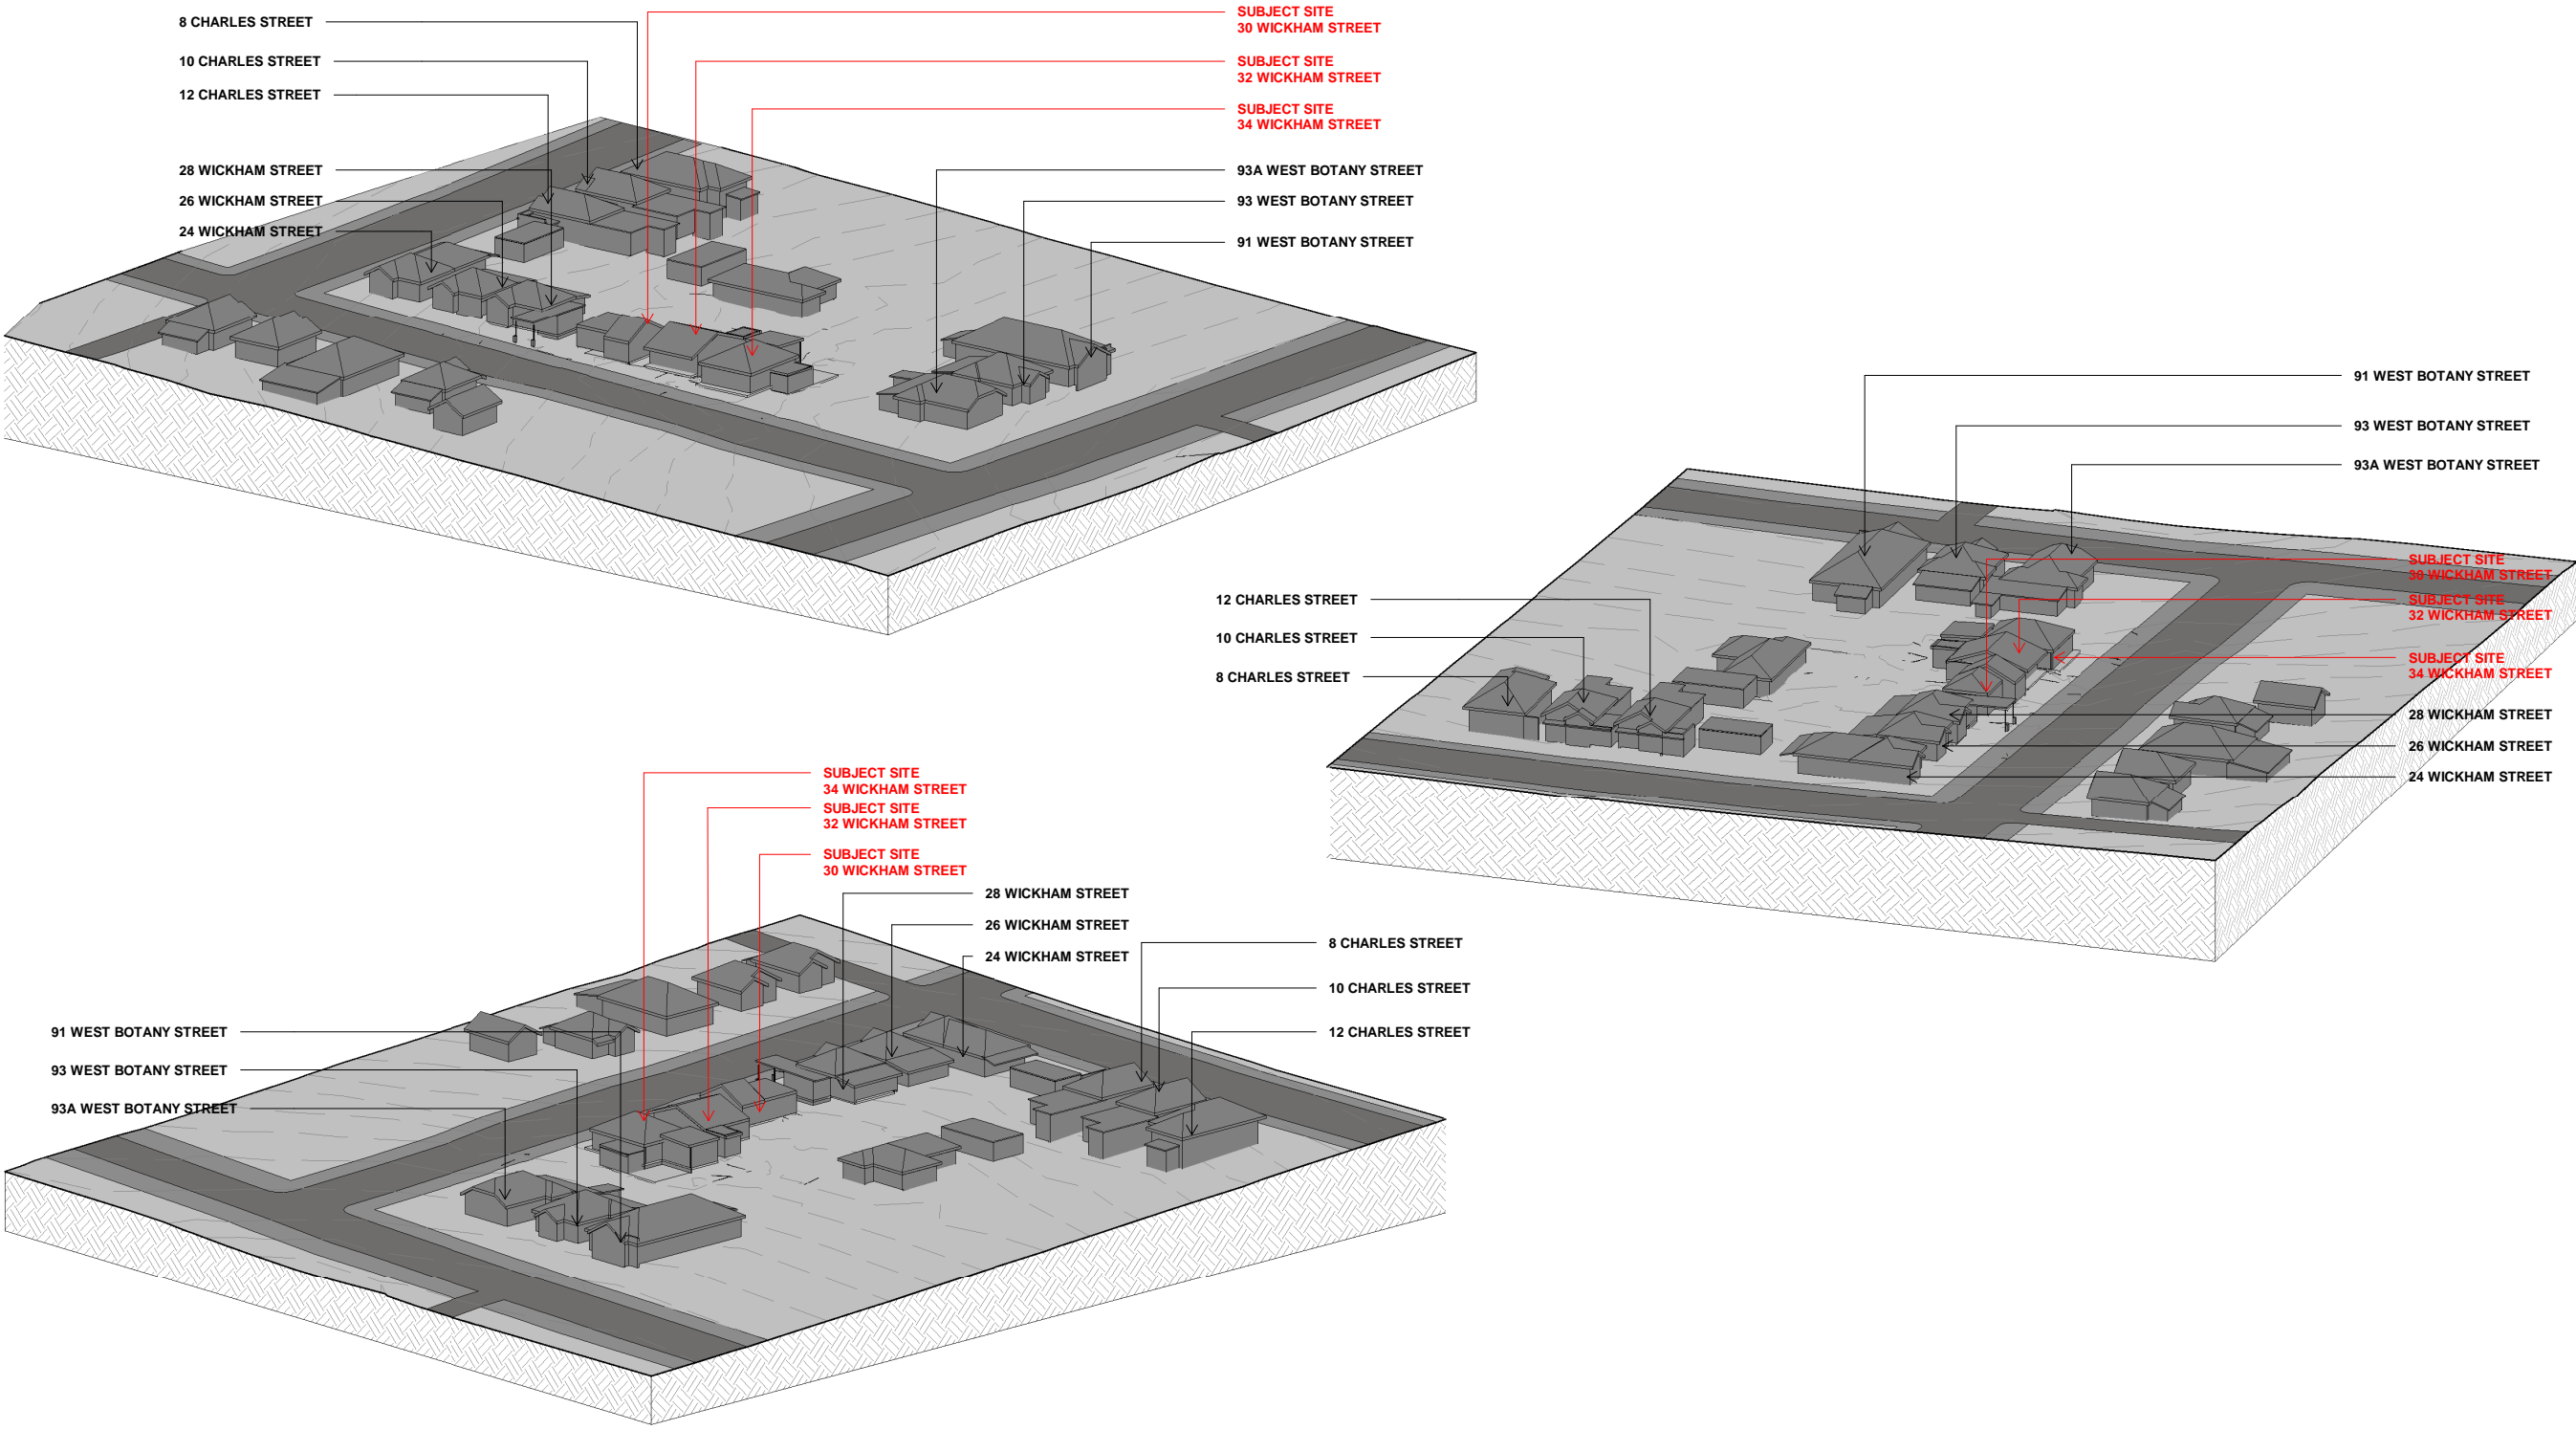 8 CHARLES STREET
10 CHARLES STREET
12 CHARLES STREET
28 WICKHAM STREET
26 WICKHAM STREET
24 WICKHAM STREET
SUBJECT SITE
30 WICKHAM STREET
SUBJECT SITE
32 WICKHAM STREET
SUBJECT SITE
34 WICKHAM STREET
93A WEST BOTANY STREET
93 WEST BOTANY STREET
91 WEST BOTANY STREET
91 WEST BOTANY STREET
93 WEST BOTANY STREET
93A WEST BOTANY STREET
SUBJECT SITE
30 WICKHAM STREET
SUBJECT SITE
32 WICKHAM STREET
SUBJECT SITE
34 WICKHAM STREET
28 WICKHAM STREET
26 WICKHAM STREET
24 WICKHAM STREET
12 CHARLES STREET
10 CHARLES STREET
8 CHARLES STREET
SUBJECT SITE
34 WICKHAM STREET
SUBJECT SITE
32 WICKHAM STREET
SUBJECT SITE
30 WICKHAM STREET
28 WICKHAM STREET
26 WICKHAM STREET
24 WICKHAM STREET
8 CHARLES STREET
10 CHARLES STREET
12 CHARLES STREET
91 WEST BOTANY STREET
93 WEST BOTANY STREET
93A WEST BOTANY STREET